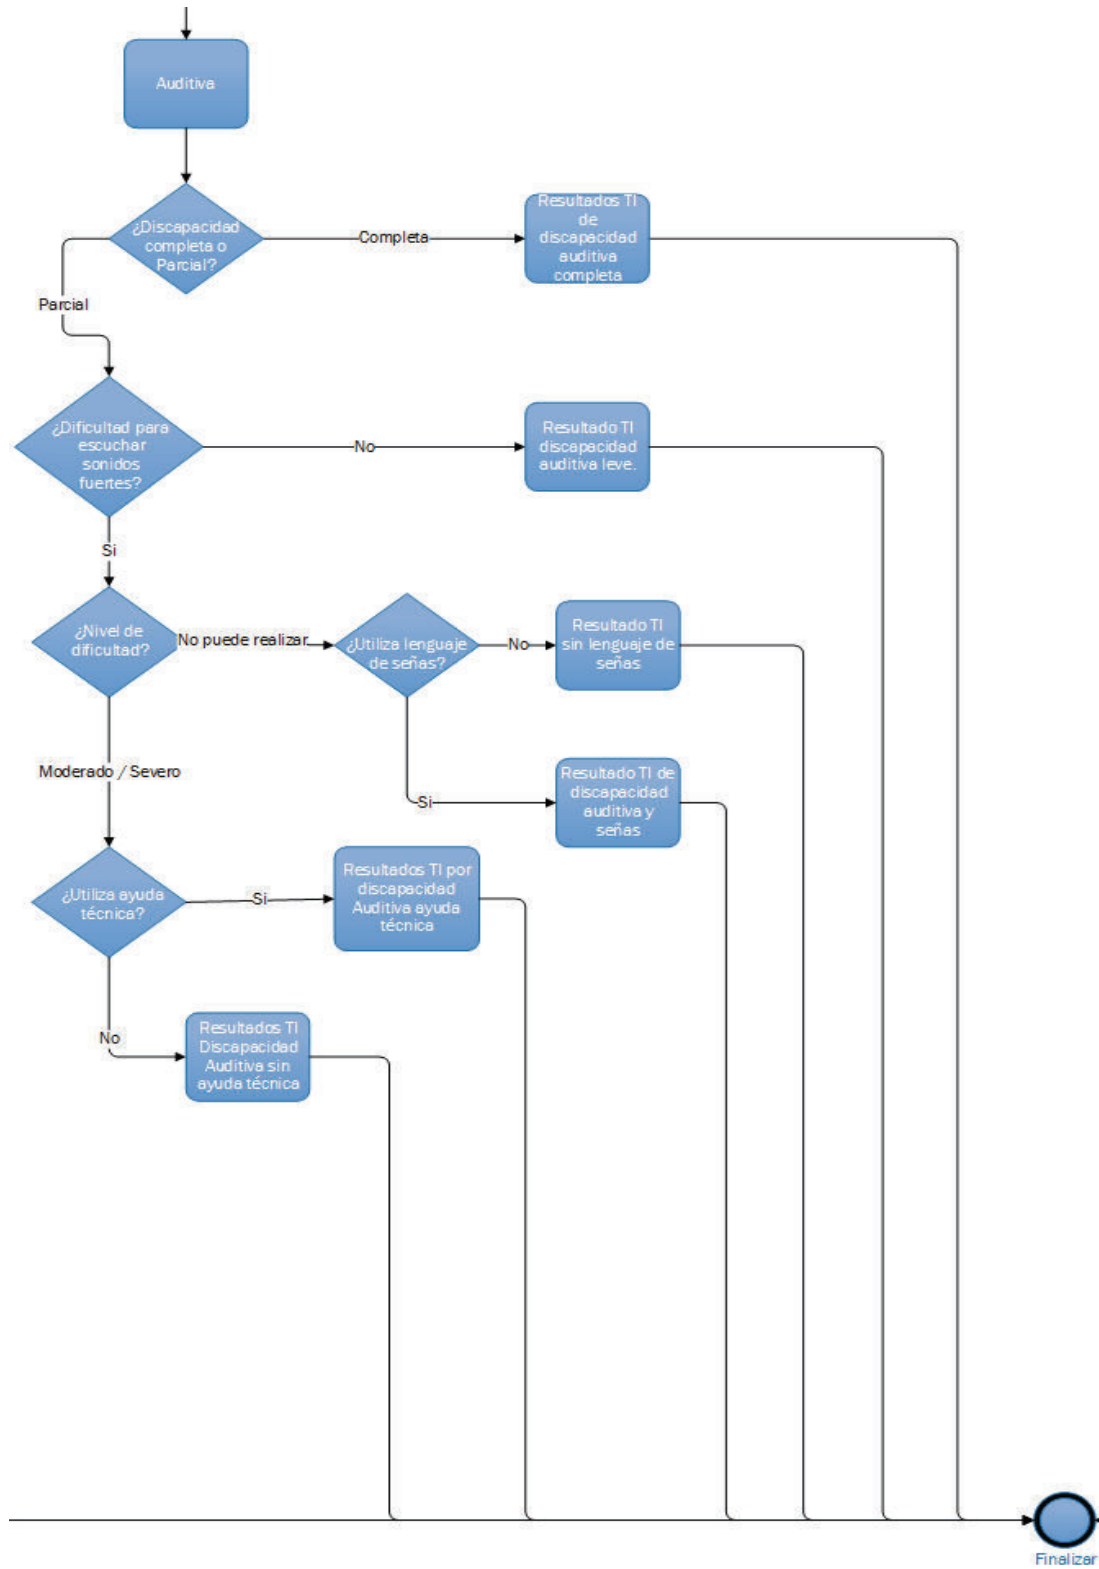 Auditiva
¿Discapacidad
completa o
Parcial?
Completa
Resultados TI
de
discapacidad
auditiva
completa
Parcial
¿Dificultad para
escuchar
sonidos
fuertes?
No
Resultado TI
discapacidad
auditiva leve.
Si
¿Nivel de
dificultad?
No puede realizar
¿Utiliza lenguaje
de señas?
No
Resultado TI
sin lenguaje de
señas
Moderado / Severo
Si
Resultado TI de
discapacidad
auditiva y
señas
¿Utiliza ayuda
técnica?
Si
Resultados TI por
discapacidad
Auditiva ayuda
técnica
No
Resultados TI
Discapacidad
Auditiva sin
ayuda técnica
Finalizar